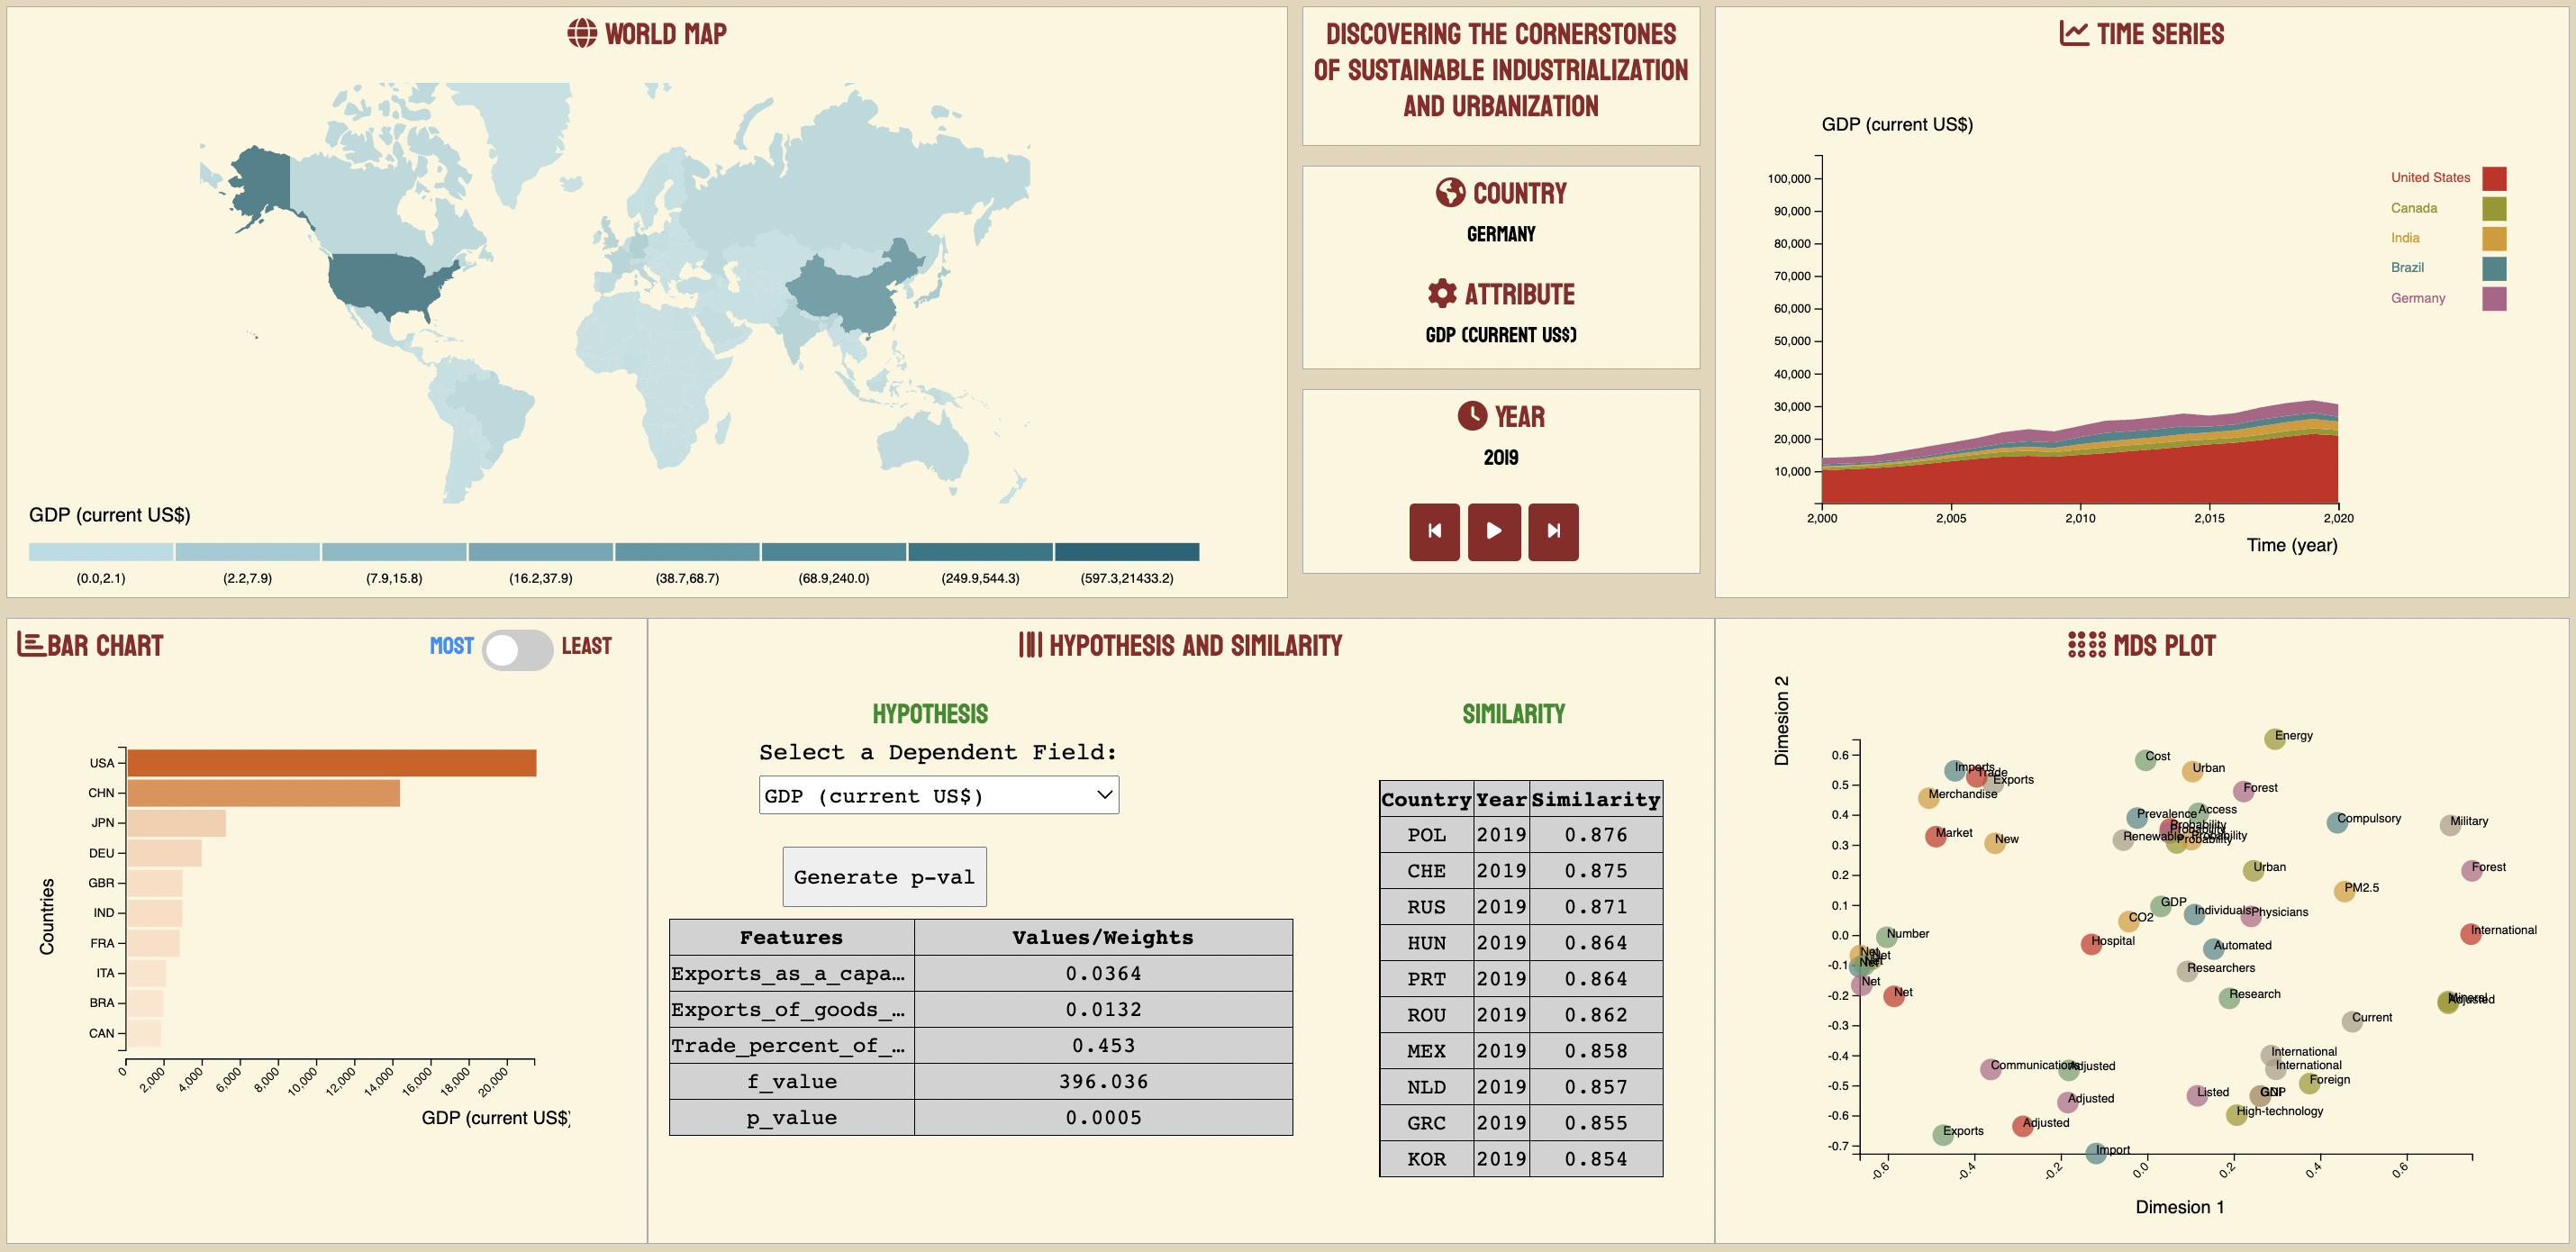 WORLD MAP
GDP (current US$)
(0.0,2.1)
(2.2,7.9)
(7.9,15.8)
(16.2,37.9)
(38.7,68.7)
(68.9,240.0)
(249.9,544.3)
(597.3,21433.2)
DISCOVERING THE CORNERSTONES
OF SUSTAINABLE INDUSTRIALIZATION
AND URBANIZATION
COUNTRY
GERMANY
ATTRIBUTE
GDP (CURRENT US$)
YEAR
2019
TIME SERIES
GDP (current US$)
100,000
90,000
80,000
70,000
60,000
50,000
40,000
30,000
20,000
10,000
2,000
2,005
2,010
2,015
2,020
Time (year)
United States
Canada
India
Brazil
Germany
BAR CHART
MOST
LEAST
Countries
USA
CHN
JPN
DEU
GBR
IND
FRA
ITA
BRA
CAN
0
2,000
4,000
6,000
8,000
10,000
12,000
14,000
16,000
18,000
20,000
GDP (current US$)
HYPOTHESIS AND SIMILARITY
HYPOTHESIS
Select a Dependent Field:
GDP (current US$)
Generate p-val
Features Values/Weights
Exports_as_a_capa… 0.0364
Exports_of_goods_… 0.0132
Trade_percent_of_… 0.453
f_value 396.036
p_value 0.0005
SIMILARITY
Country Year Similarity
POL 2019 0.876
CHE 2019 0.875
RUS 2019 0.871
HUN 2019 0.864
PRT 2019 0.864
ROU 2019 0.862
MEX 2019 0.858
NLD 2019 0.857
GRC 2019 0.855
KOR 2019 0.854
MDS PLOT
Dimesion 2
0.6
0.5
0.4
0.3
0.2
0.1
0.0
-0.1
-0.2
-0.3
-0.4
-0.5
-0.6
-0.7
Energy
Cost
Urban
Imports
Trade
Exports
Forest
Merchandise
Access
Prevalence
Compulsory
Military
Probability
Probability
Market
Renewable
Probability
New
Probability
Urban
Forest
PM2.5
GDP
Individuals
Physicians
CO2
Number
International
Hospital
Automated
Net
Net
Net
Net
Researchers
Net
Net
Research
Mineral
Adjusted
Current
International
Communications
Adjusted
International
Foreign
Listed
GNI
GDP
Adjusted
High-technology
Adjusted
Exports
Import
-0.6
-0.4
-0.2
0.0
0.2
0.4
0.6
Dimesion 1